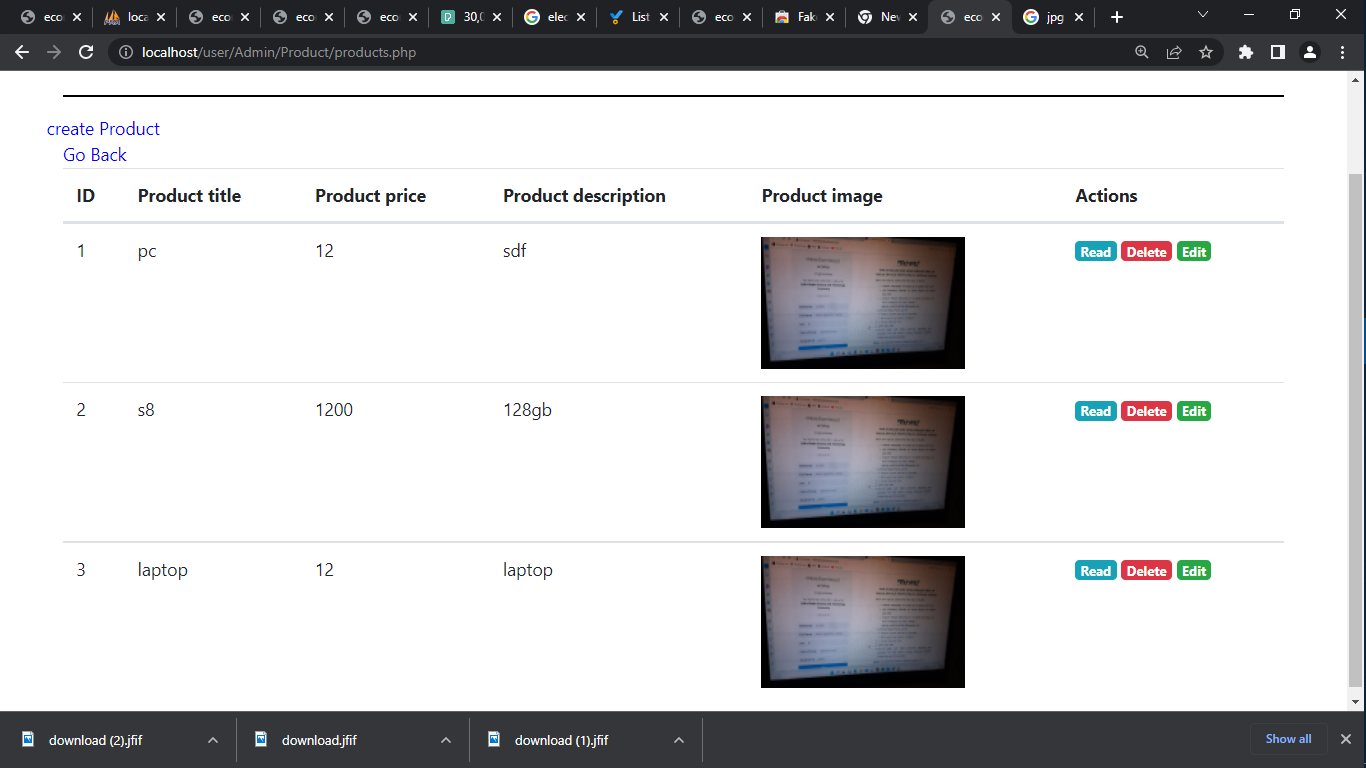 eco
loca
eco
eco
eco
30,0
elec
List
eco
Fak
Nev
eco
jpg
localhost/user/Admin/Product/products.php
create Product
Go Back
ID Product title Product price Product description Product image Actions
1 pc 12 sdf Read Delete Edit
2 s8 1200 128gb Read Delete Edit
3 laptop 12 laptop Read Delete Edit
download (2).jfif download.jfif download (1).jfif Show all